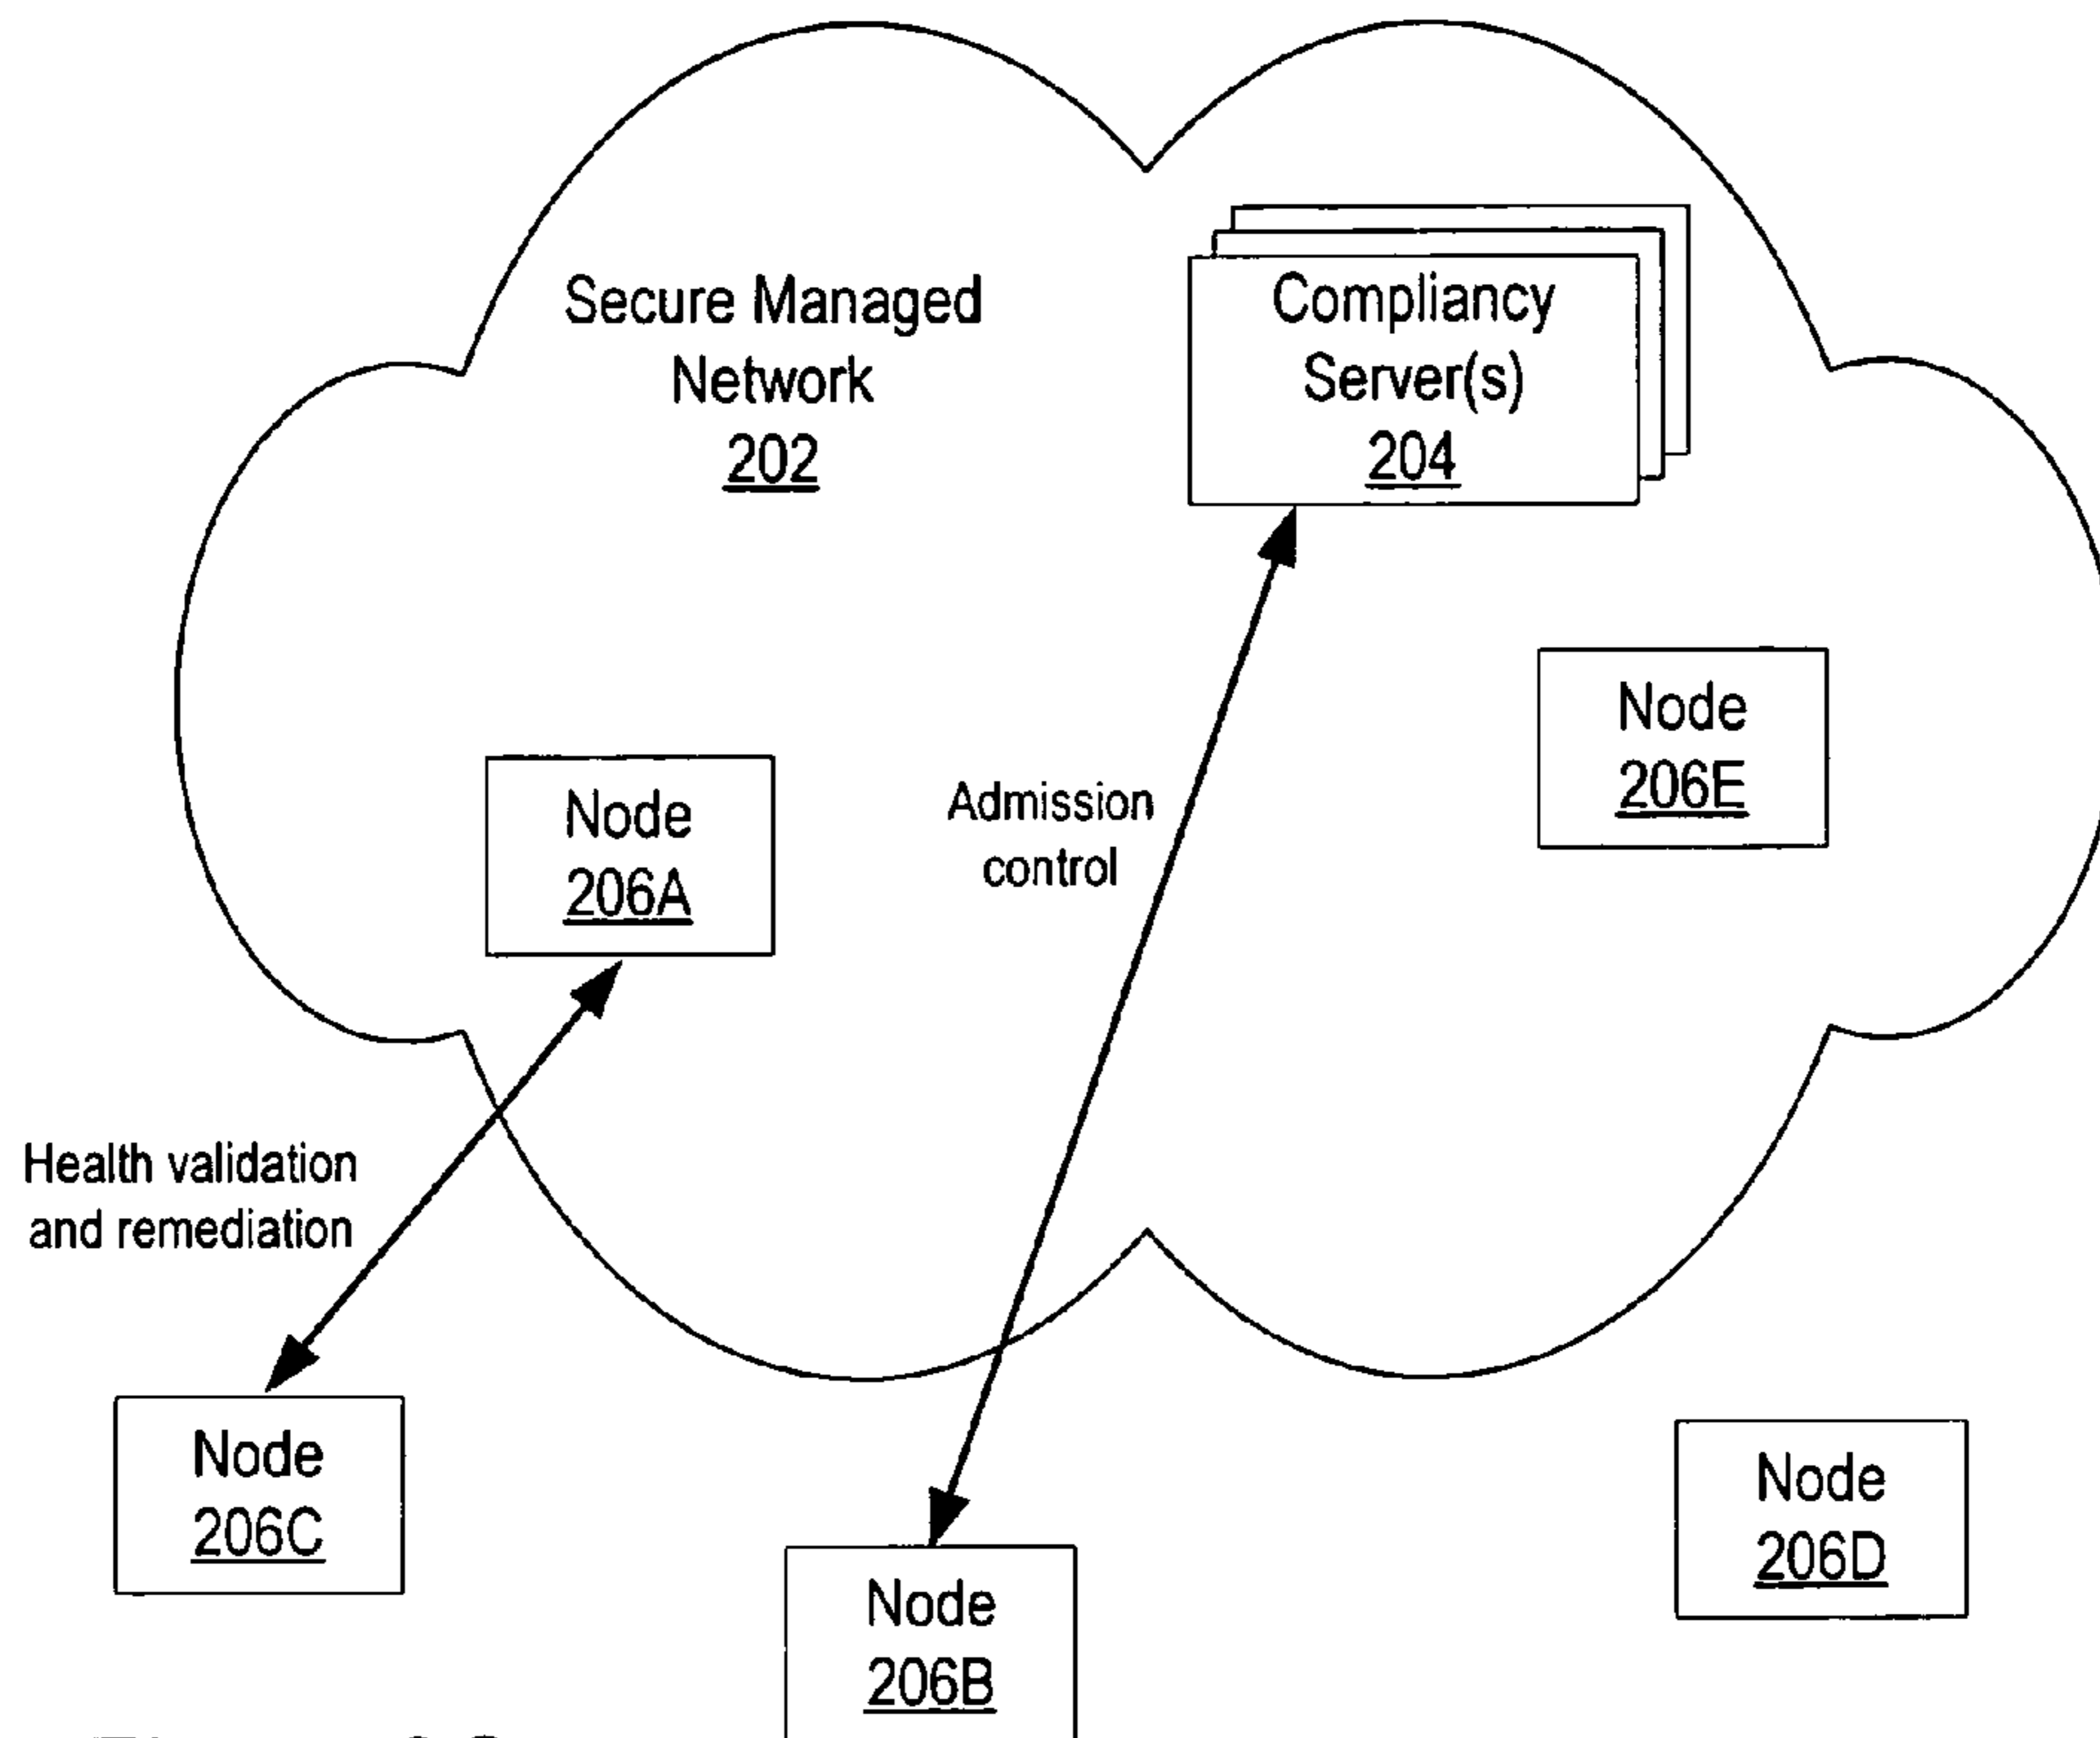 Secure Managed
Network
202
Compliancy
Server(s)
204
Node
206E
Node
206A
Admission
control
Health validation
and remediation
Node
206C
Node
206D
Node
206B